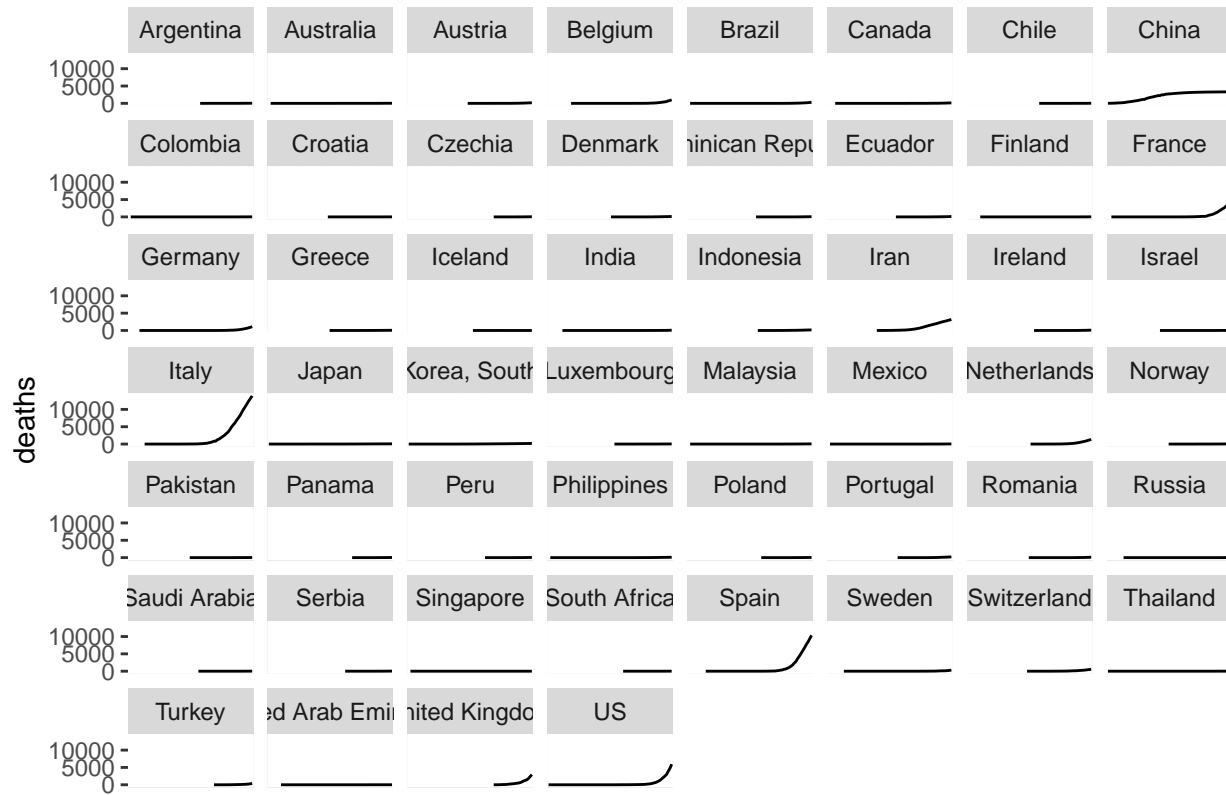 Argentina Australia Austria Belgium Brazil Canada Chile China
10000
5000
0
Colombia Croatia Czechia Denmark inican Repu Ecuador Finland France
10000
5000
0
Germany Greece Iceland India Indonesia Iran Ireland Israel
10000
5000
0
Italy Japan Korea, South Luxembourg Malaysia Mexico Netherlands Norway
10000
5000
0
deaths
Pakistan Panama Peru Philippines Poland Portugal Romania Russia
10000
5000
0
Saudi Arabia Serbia Singapore South Africa Spain Sweden Switzerland Thailand
10000
5000
0
Turkey ed Arab Emir nited Kingdo US
10000
5000
0